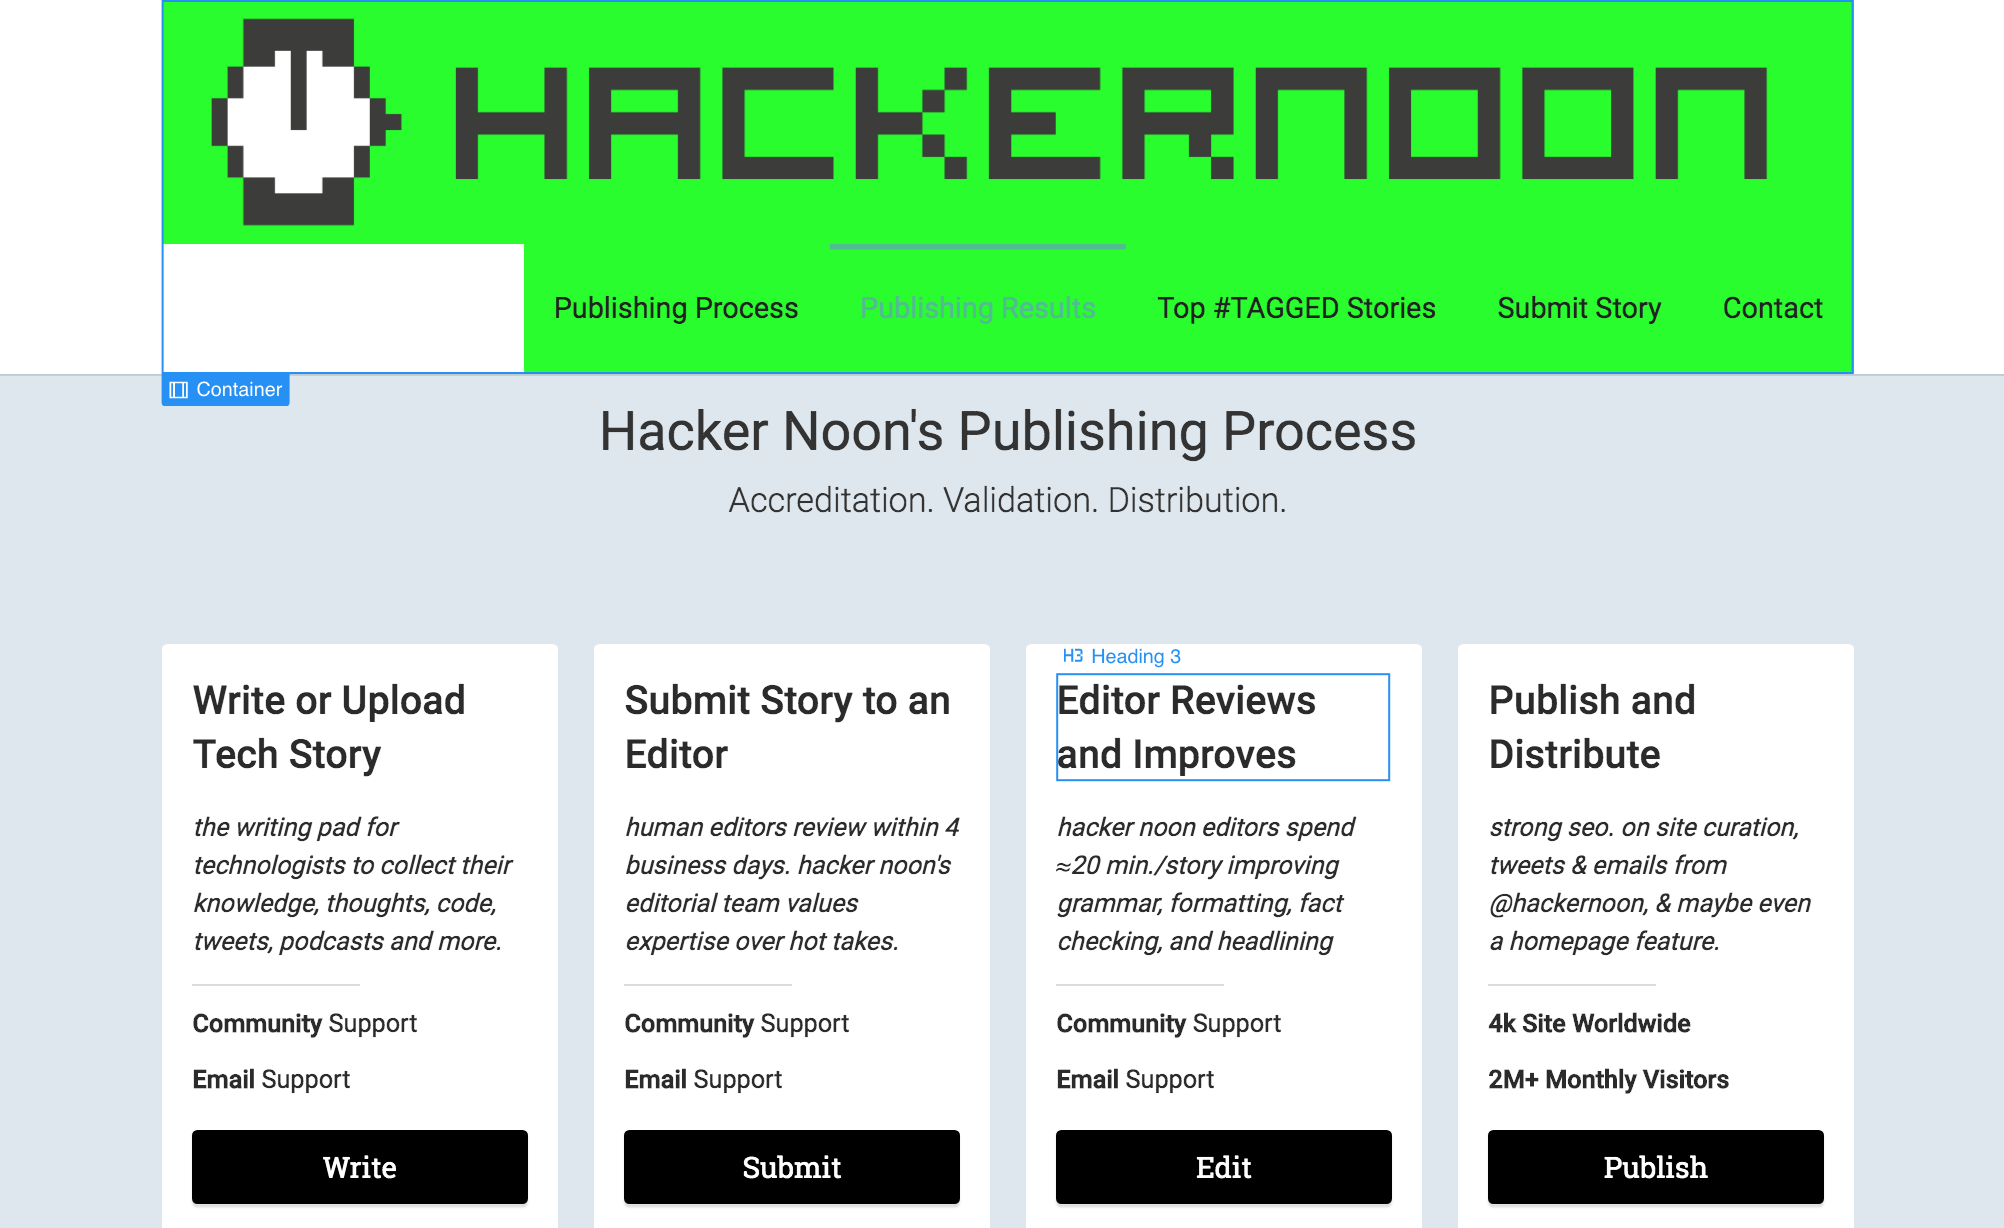 HACKERNOON
Publishing Process Publishing Results Top #TAGGED Stories Submit Story Contact
Container
Hacker Noon's Publishing Process
Accreditation. Validation. Distribution.
Write or Upload
Tech Story
the writing pad for
technologists to collect their
knowledge, thoughts, code,
tweets, podcasts and more.
Community Support
Email Support
Write
Submit Story to an
Editor
human editors review within 4
business days. hacker noon's
editorial team values
expertise over hot takes.
Community Support
Email Support
Submit
H3 Heading 3
Editor Reviews
and Improves
hacker noon editors spend
≈20 min./story improving
grammar, formatting, fact
checking, and headlining
Community Support
Email Support
Edit
Publish and
Distribute
strong seo. on site curation,
tweets & emails from
@hackernoon, & maybe even
a homepage feature.
4k Site Worldwide
2M+ Monthly Visitors
Publish